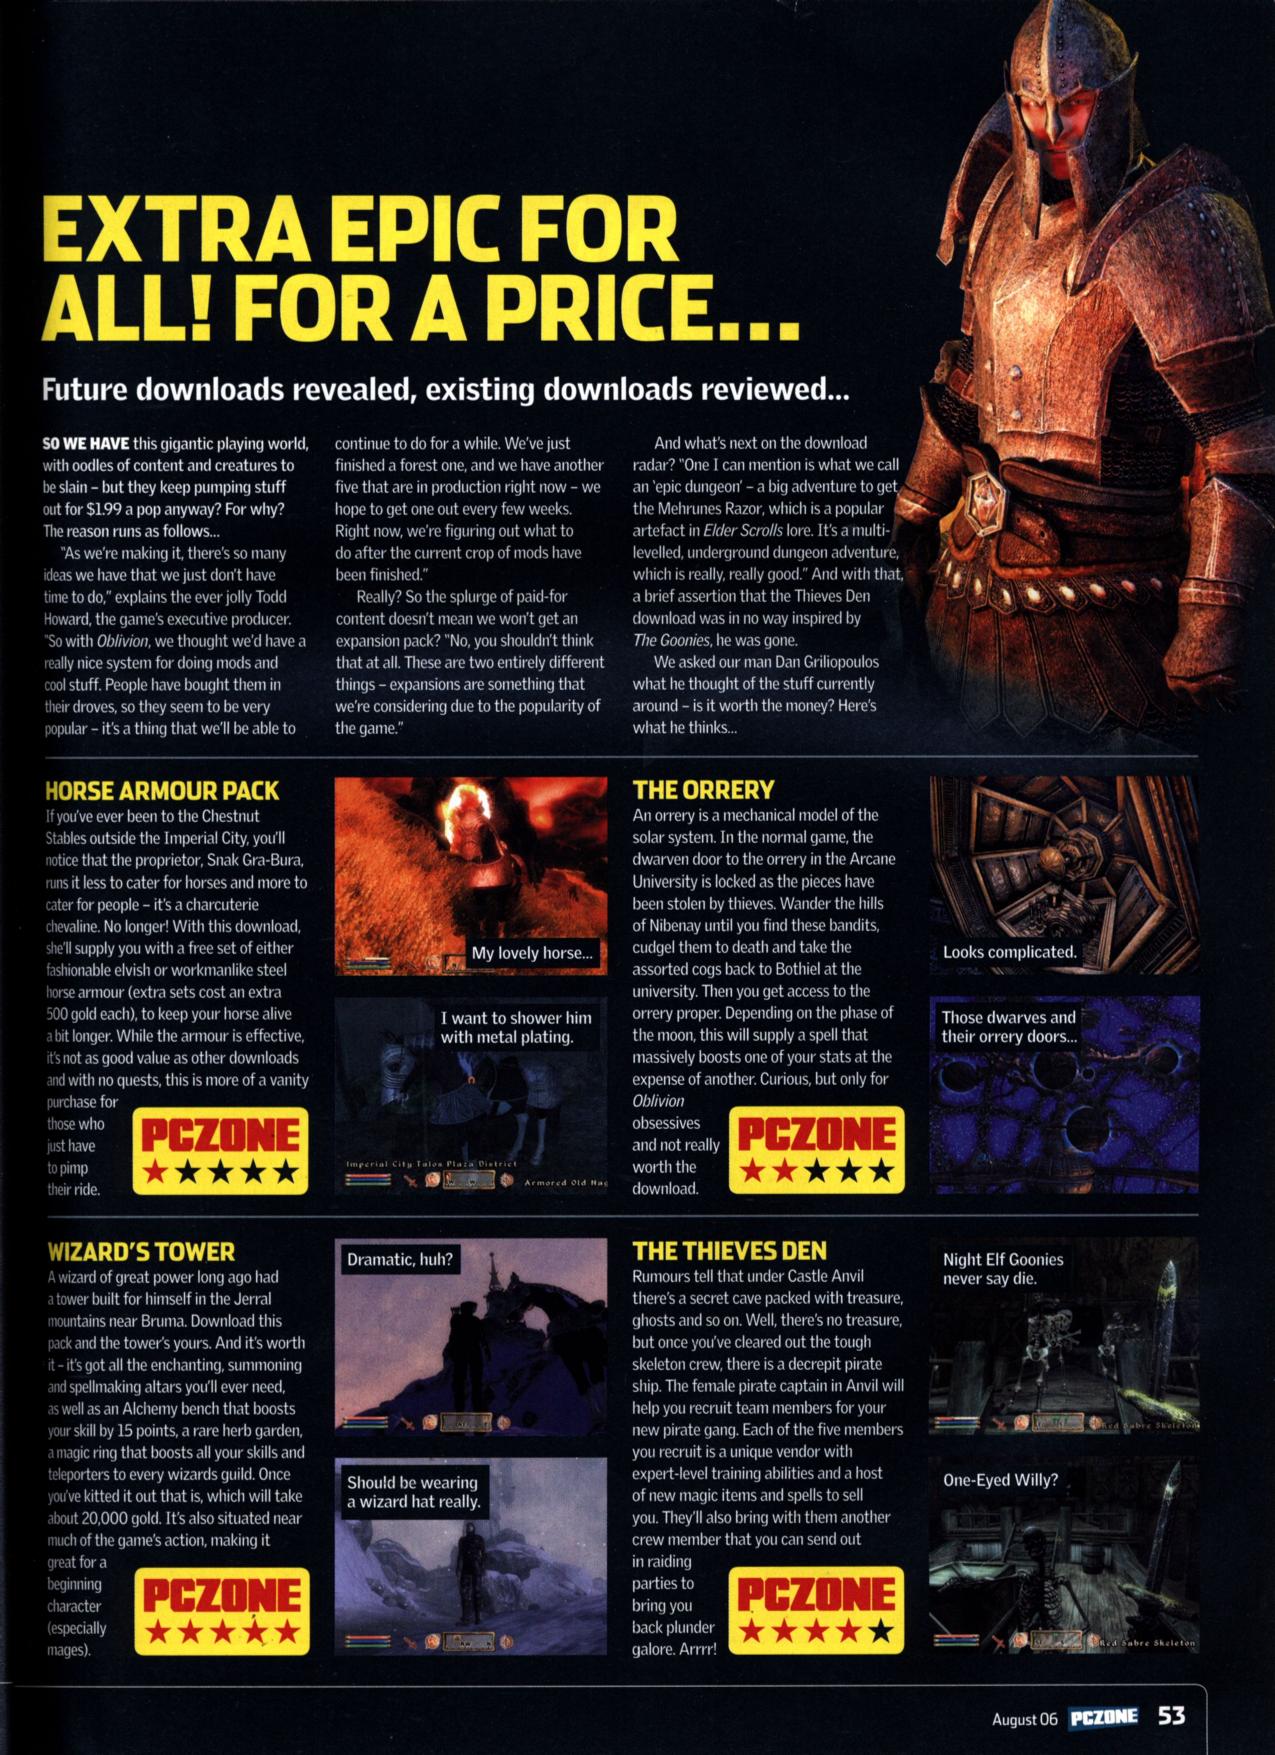 EXTRA EPIC FOR
ALL! FOR A PRICE...
Future downloads revealed, existing downloads reviewed...
SO WE HAVE this gigantic playing world,
with oodles of content and creatures to
be slain – but they keep pumping stuff
out for $1.99 a pop anyway? For why?
The reason runs as follows...
"As we're making it, there's so many
ideas we have that we just don't have
time to do," explains the ever jolly Todd
Howard, the game's executive producer.
"So with Oblivion, we thought we'd have a
really nice system for doing mods and
cool stuff. People have bought them in
their droves, so they seem to be very
popular – it's a thing that we'll be able to
continue to do for a while. We've just
finished a forest one, and we have another
five that are in production right now – we
hope to get one out every few weeks.
Right now, we're figuring out what to
do after the current crop of mods have
been finished."
Really? So the splurge of paid-for
content doesn't mean we won't get an
expansion pack? "No, you shouldn't think
that at all. These are two entirely different
things – expansions are something that
we're considering due to the popularity of
the game."
And what's next on the download
radar? "One I can mention is what we call
an 'epic dungeon' – a big adventure to get
the Mehrunes Razor, which is a popular
artefact in Elder Scrolls lore. It's a multi-
levelled, underground dungeon adventure,
which is really, really good." And with that,
a brief assertion that the Thieves Den
download was in no way inspired by
The Goonies, he was gone.
We asked our man Dan Griliopoulos
what he thought of the stuff currently
around – is it worth the money? Here's
what he thinks...
HORSE ARMOUR PACK
If you've ever been to the Chestnut
Stables outside the Imperial City, you'll
notice that the proprietor, Snak Gra-Bura,
runs it less to cater for horses and more to
cater for people – it's a charcuterie
chevaline. No longer! With this download,
she'll supply you with a free set of either
fashionable elvish or workmanlike steel
horse armour (extra sets cost an extra
500 gold each), to keep your horse alive
a bit longer. While the armour is effective,
it's not as good value as other downloads
and with no quests, this is more of a vanity
purchase for
those who
just have
to pimp
their ride.
PCZONE
My lovely horse...
I want to shower him
with metal plating.
Imperial City Talos Plaza District
Armored Old Nag
THE ORRERY
An orrery is a mechanical model of the
solar system. In the normal game, the
dwarven door to the orrery in the Arcane
University is locked as the pieces have
been stolen by thieves. Wander the hills
of Nibenay until you find these bandits,
cudgel them to death and take the
assorted cogs back to Bothiel at the
university. Then you get access to the
orrery proper. Depending on the phase of
the moon, this will supply a spell that
massively boosts one of your stats at the
expense of another. Curious, but only for
Oblivion
obsessives
and not really
worth the
download.
PCZONE
Looks complicated.
Those dwarves and
their orrery doors...
WIZARD'S TOWER
A wizard of great power long ago had
a tower built for himself in the Jerral
mountains near Bruma. Download this
pack and the tower's yours. And it's worth
it – it's got all the enchanting, summoning
and spellmaking altars you'll ever need,
as well as an Alchemy bench that boosts
your skill by 15 points, a rare herb garden,
a magic ring that boosts all your skills and
teleporters to every wizards guild. Once
you've kitted it out that is, which will take
about 20,000 gold. It's also situated near
much of the game's action, making it
great for a
beginning
character
(especially
mages).
PCZONE
Dramatic, huh?
Should be wearing
a wizard hat really.
THE THIEVES DEN
Rumours tell that under Castle Anvil
there's a secret cave packed with treasure,
ghosts and so on. Well, there's no treasure,
but once you've cleared out the tough
skeleton crew, there is a decrepit pirate
ship. The female pirate captain in Anvil will
help you recruit team members for your
new pirate gang. Each of the five members
you recruit is a unique vendor with
expert-level training abilities and a host
of new magic items and spells to sell
you. They'll also bring with them another
crew member that you can send out
in raiding
parties to
bring you
back plunder
galore. Arrrr!
PCZONE
Night Elf Goonies
never say die.
Red Sabre Skeleton
One-Eyed Willy?
Red Sabre Skeleton
August 06 PCZONE 53